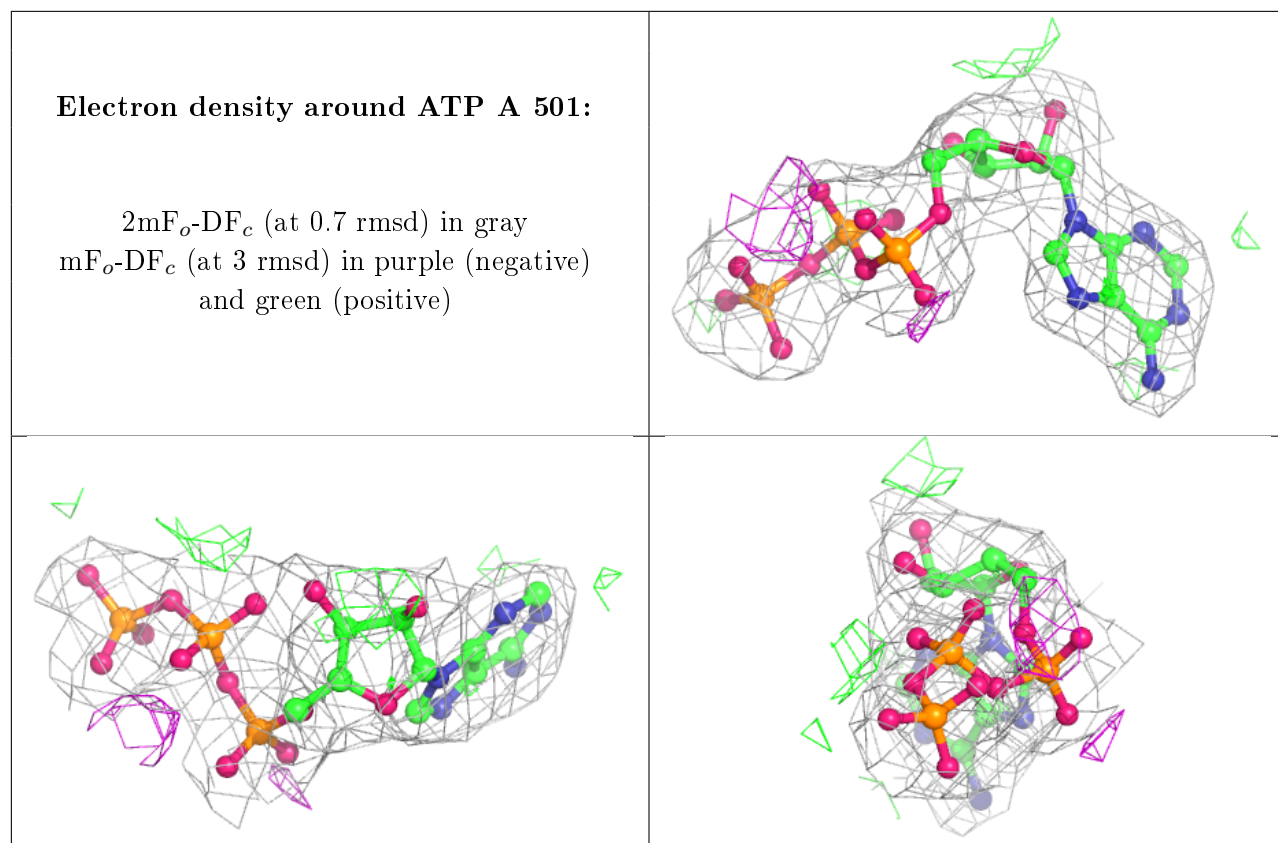 Electron density around ATP A 501:
2mFo-DFc (at 0.7 rmsd) in gray
mFo-DFc (at 3 rmsd) in purple (negative)
and green (positive)